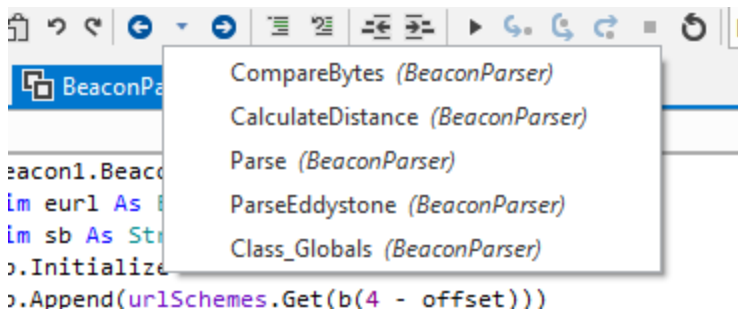 BeaconPa
CompareBytes (BeaconParser)
CalculateDistance (BeaconParser)
Parse (BeaconParser)
ParseEddystone (BeaconParser)
Class_Globals (BeaconParser)
eacon1.Beaco
im eurl As
im sb As Str
.Initialize
.Append(urlSchemes.Get(b(4 - offset)))